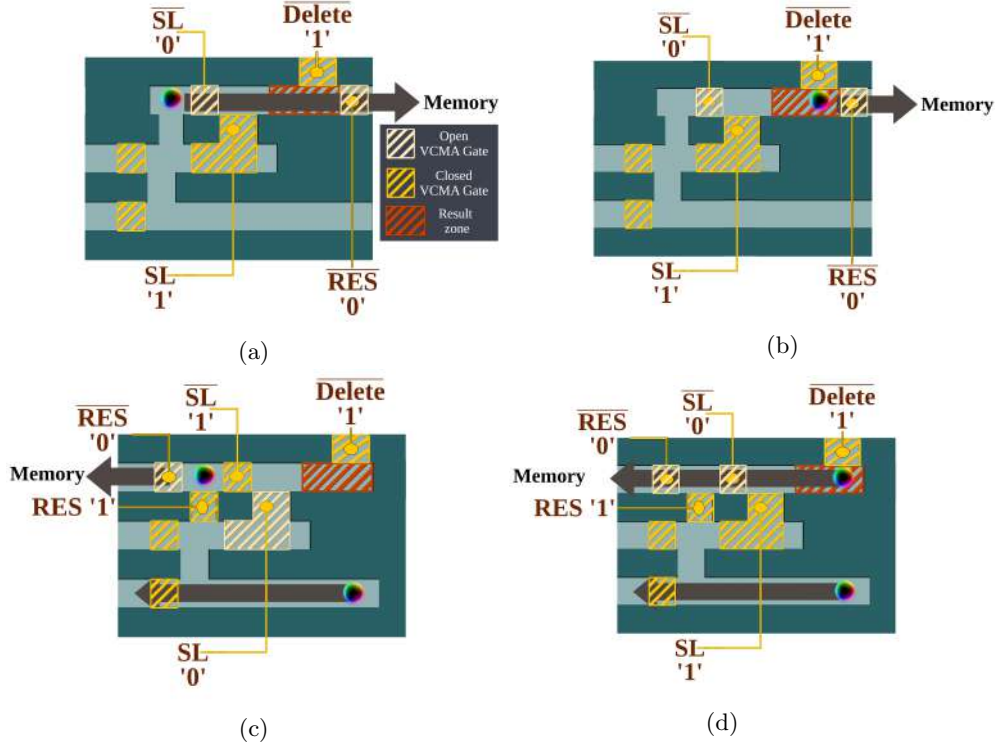 SL
'0'
Delete
'1'
Memory
Open
VCMA Gate
Closed
VCMA Gate
Result
zone
SL
'1'
RES
'0'
(a)
SL
'0'
Delete
'1'
Memory
SL
'1'
RES
'0'
(b)
RES
'0'
SL
'1'
Delete
'1'
Memory
RES '1'
SL
'0'
(c)
RES
'0'
SL
'0'
Delete
'1'
Memory
RES '1'
SL
'1'
(d)